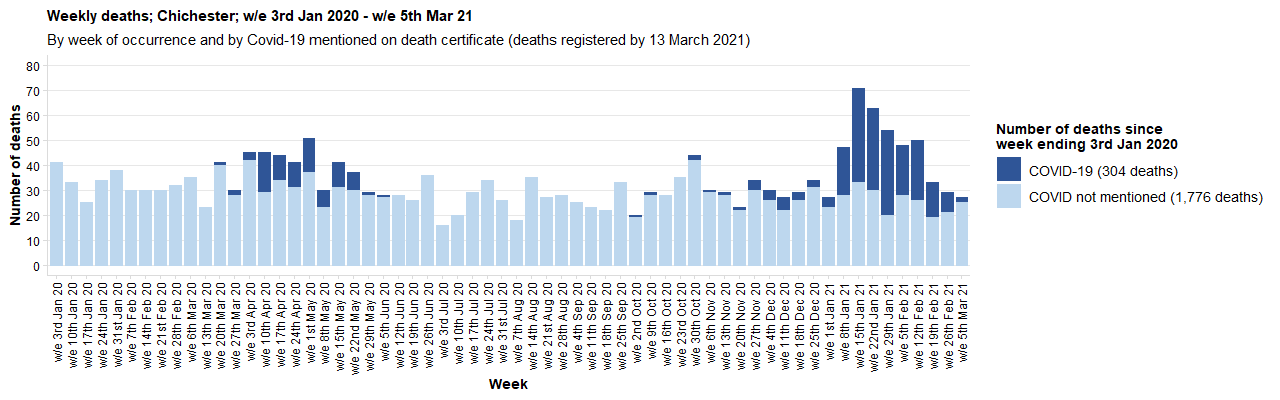 Weekly deaths; Chichester; w/e 3rd Jan 2020 - w/e 5th Mar 21
By week of occurrence and by Covid-19 mentioned on death certificate (deaths registered by 13 March 2021)
Number of deaths
80
70
60
50
40
30
20
10
0
w/e 3rd Jan 20
w/e 10th Jan 20
w/e 17th Jan 20
w/e 24th Jan 20
w/e 31st Jan 20
w/e 7th Feb 20
w/e 14th Feb 20
w/e 21st Feb 20
w/e 28th Feb 20
w/e 6th Mar 20
w/e 13th Mar 20
w/e 20th Mar 20
w/e 27th Mar 20
w/e 3rd Apr 20
w/e 10th Apr 20
w/e 17th Apr 20
w/e 24th Apr 20
w/e 1st May 20
w/e 8th May 20
w/e 15th May 20
w/e 22nd May 20
w/e 29th May 20
w/e 5th Jun 20
w/e 12th Jun 20
w/e 19th Jun 20
w/e 26th Jun 20
w/e 3rd Jul 20
w/e 10th Jul 20
w/e 17th Jul 20
w/e 24th Jul 20
w/e 31st Jul 20
w/e 7th Aug 20
w/e 14th Aug 20
w/e 21st Aug 20
w/e 28th Aug 20
w/e 4th Sep 20
w/e 11th Sep 20
w/e 18th Sep 20
w/e 25th Sep 20
w/e 2nd Oct 20
w/e 9th Oct 20
w/e 16th Oct 20
w/e 23rd Oct 20
w/e 30th Oct 20
w/e 6th Nov 20
w/e 13th Nov 20
w/e 20th Nov 20
w/e 27th Nov 20
w/e 4th Dec 20
w/e 11th Dec 20
w/e 18th Dec 20
w/e 25th Dec 20
w/e 1st Jan 21
w/e 8th Jan 21
w/e 15th Jan 21
w/e 22nd Jan 21
w/e 29th Jan 21
w/e 5th Feb 21
w/e 12th Feb 21
w/e 19th Feb 21
w/e 26th Feb 21
w/e 5th Mar 21
Week
Number of deaths since
week ending 3rd Jan 2020
COVID-19 (304 deaths)
COVID not mentioned (1,776 deaths)